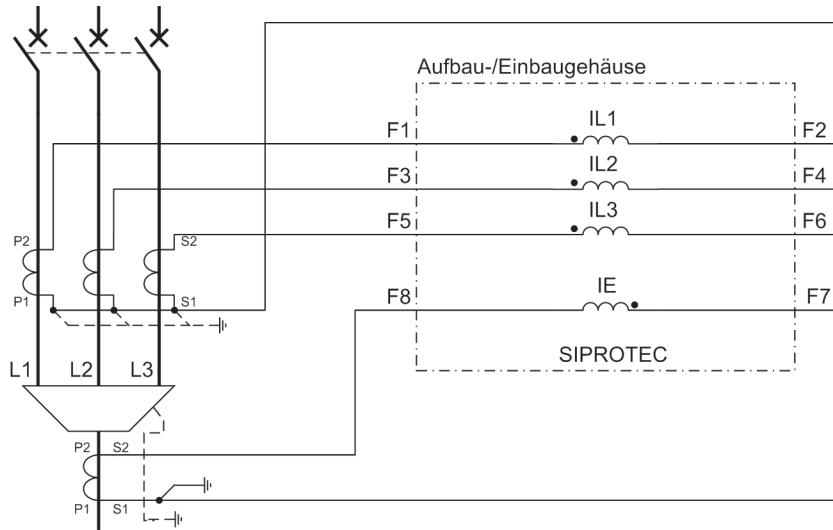 Aufbau-/Einbaugehäuse
F1 IL1 F2
F3 IL2 F4
F5 IL3 F6
P2 S2
P1 S1
F8 IE F7
SIPROTEC
L1 L2 L3
P2 S2
P1 S1